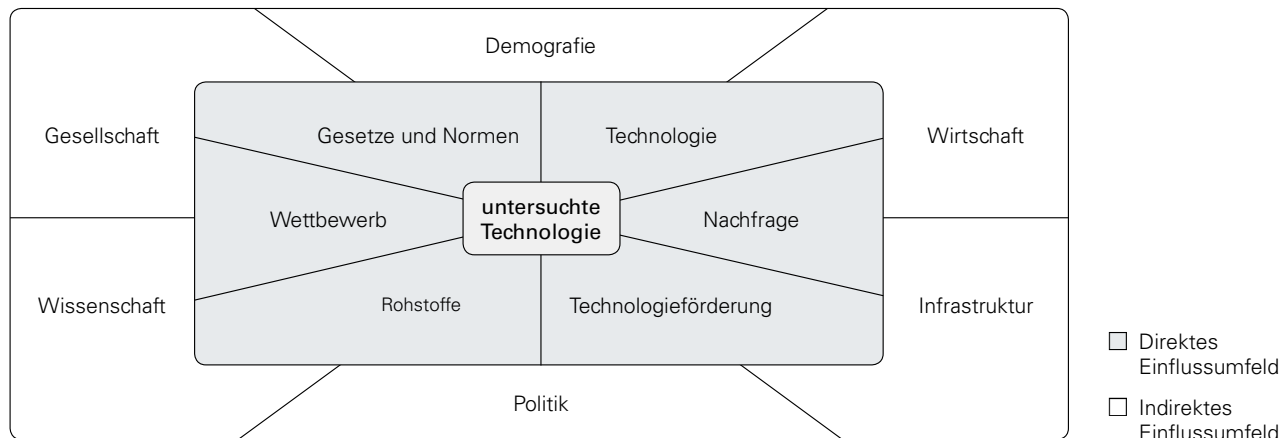 Demografie
Gesellschaft
Gesetze und Normen
Technologie
Wirtschaft
Wettbewerb
untersuchte
Technologie
Nachfrage
Wissenschaft
Rohstoffe
Technologieförderung
Infrastruktur
Politik
Direktes
Einflussumfeld
Indirektes
Einflussumfeld